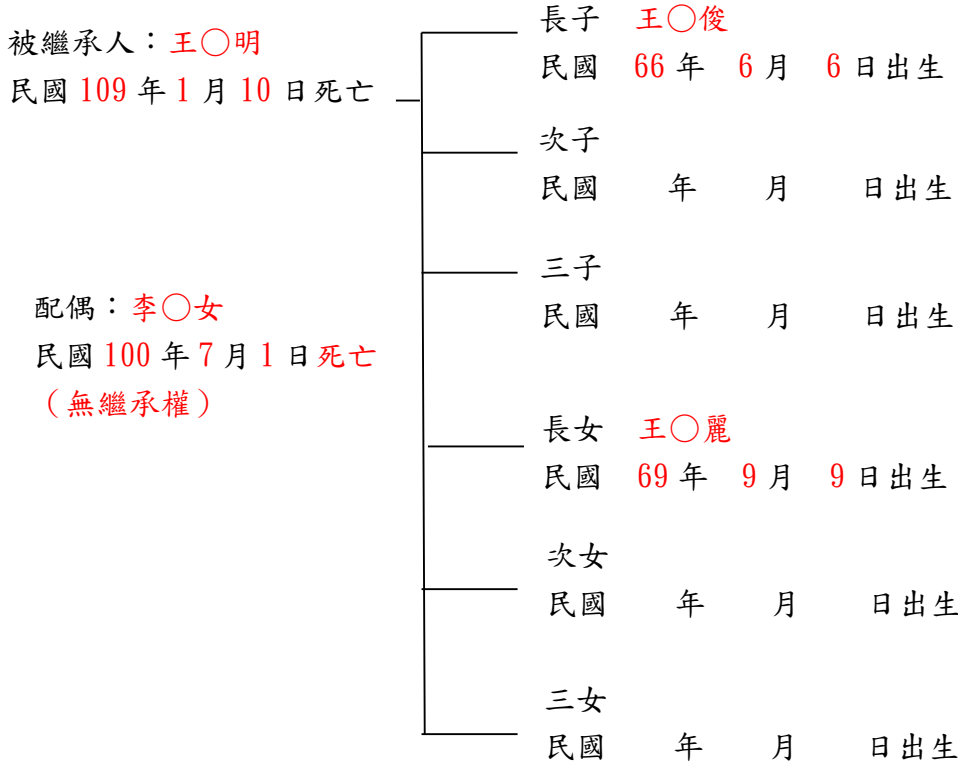 被繼承人：王○明
民國 109 年 1 月 10 日死亡
配偶：李○女
民國 100 年 7 月 1 日死亡
（無繼承權）
長子 王○俊
民國 66 年 6 月 6 日出生
次子
民國 年 月 日出生
三子
民國 年 月 日出生
長女 王○麗
民國 69 年 9 月 9 日出生
次女
民國 年 月 日出生
三女
民國 年 月 日出生